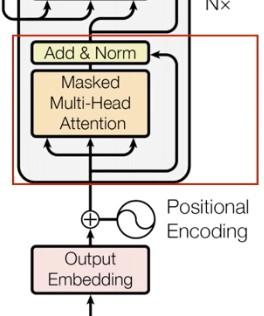 N×
Add & Norm
Masked
Multi-Head
Attention
Positional
Encoding
Output
Embedding